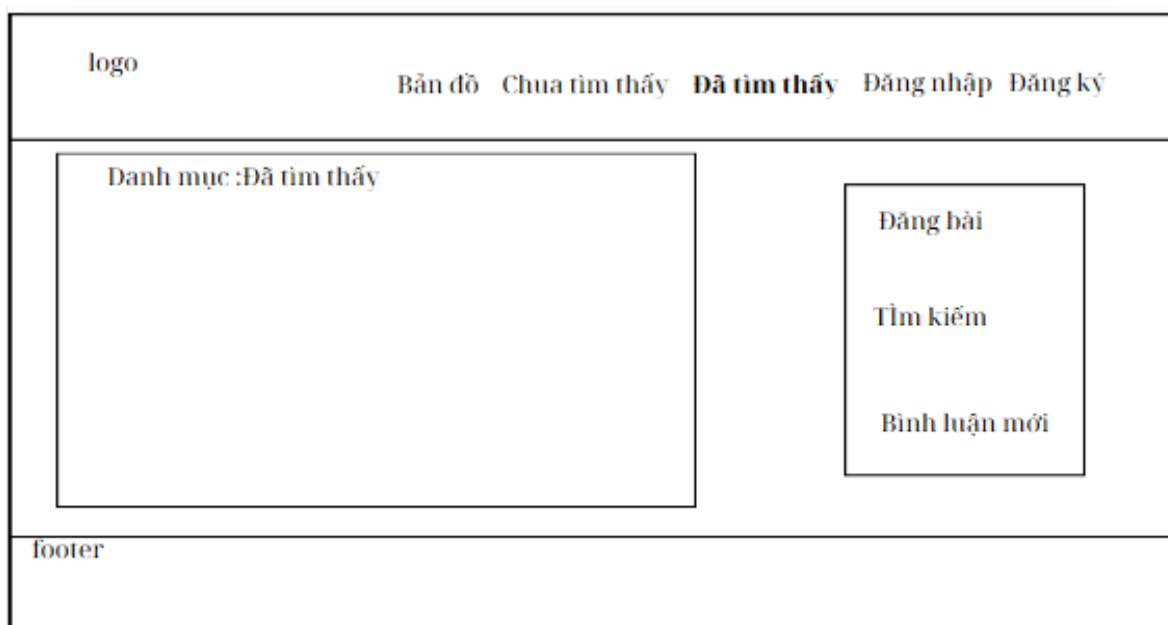 logo
Bản đồ Chua tìm thấy Đã tìm thấy Đăng nhập Đăng ký
Danh mục :Đã tìm thấy
Đăng bài
TÌm kiếm
Bình luận mới
footer